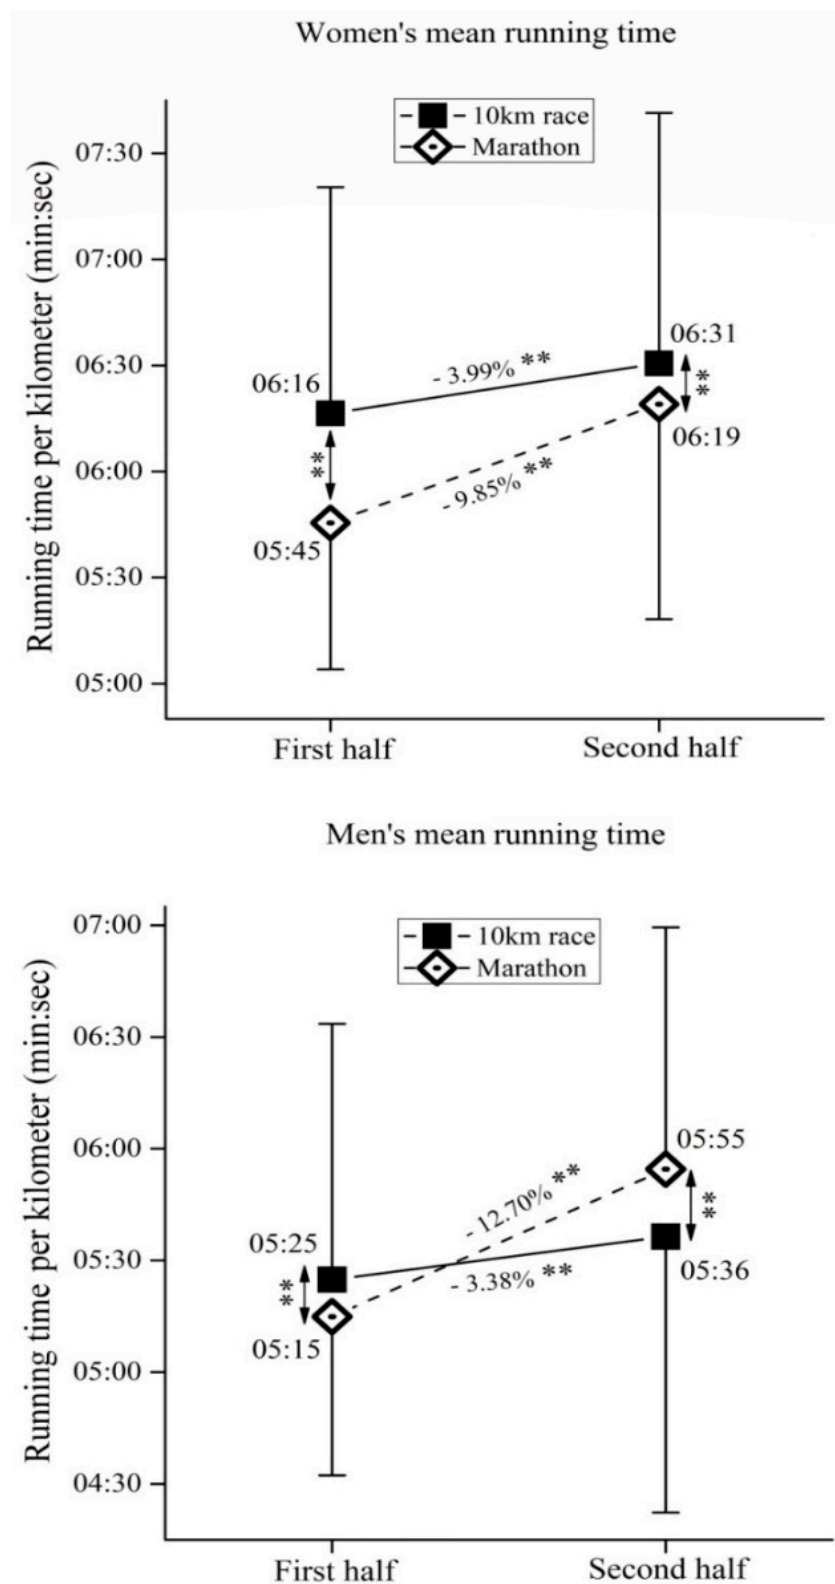 Women's mean running time
10km race
Marathon
Running time per kilometer (min:sec)
07:30
07:00
06:30
06:00
05:30
05:00
06:16
- 3.99% **
06:31
**
**
06:19
- 9.85% **
05:45
First half
Second half
Men's mean running time
10km race
Marathon
Running time per kilometer (min:sec)
07:00
06:30
06:00
05:30
05:00
04:30
05:55
- 12.70% **
**
05:25
**
- 3.38% **
05:36
05:15
First half
Second half